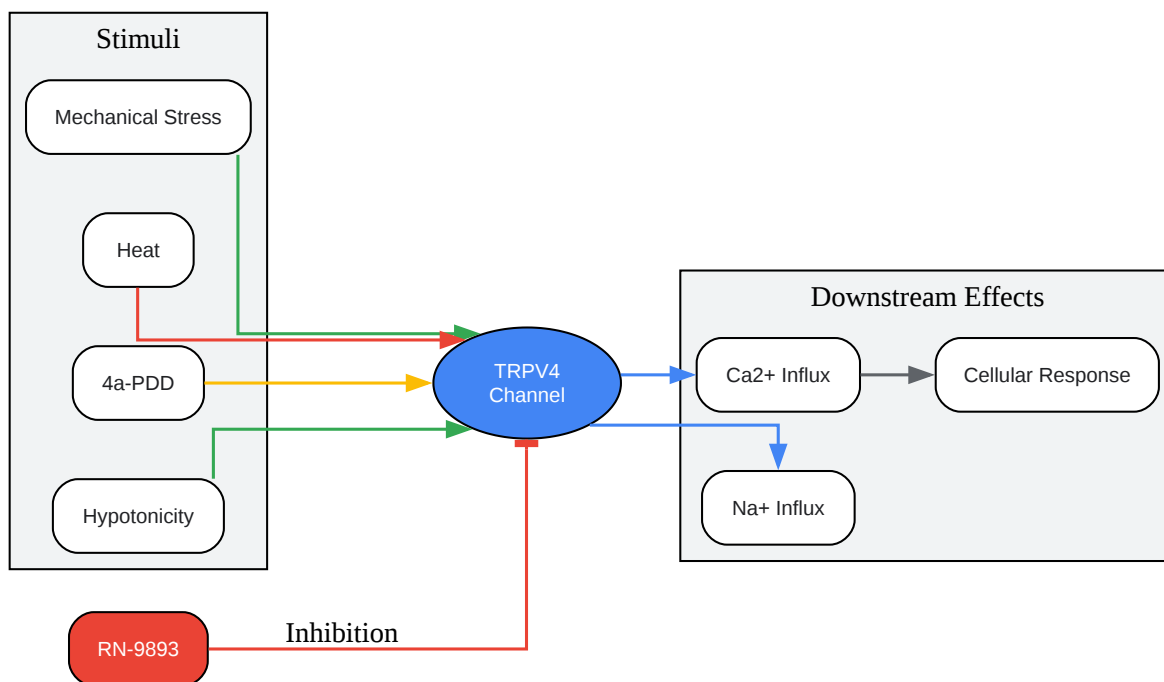 Stimuli
Mechanical Stress
Heat
4a-PDD
Hypotonicity
TRPV4
Channel
Downstream Effects
Ca2+ Influx
Cellular Response
Na+ Influx
RN-9893
Inhibition